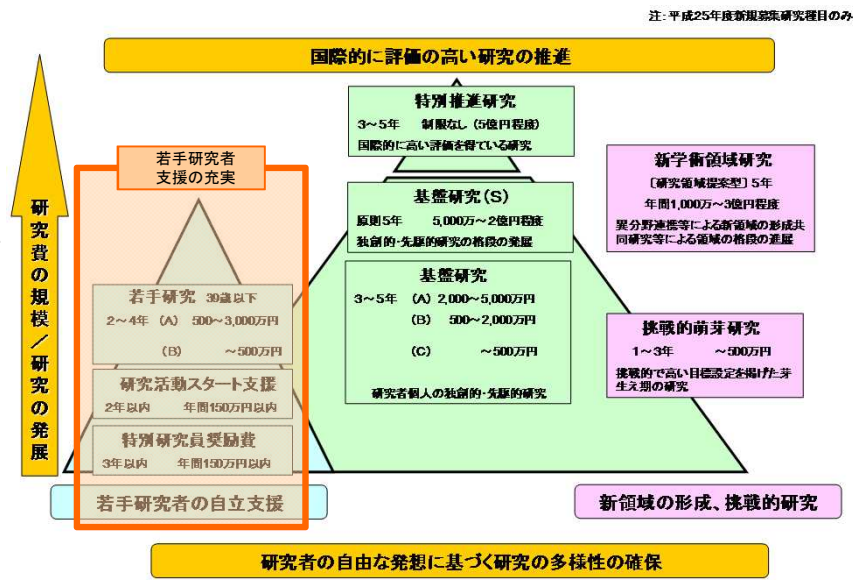 注:平成25年度新規募集研究種目のみ
国際的に評価の高い研究の推進
研究費の規模/研究の発展
特別推進研究
3~5年 制限なし (5億円程度)
国際的に高い評価を得ている研究
若手研究者
支援の充実
基盤研究(S)
原則5年 5,000万~2億円程度
独創的・先駆的研究の格段の発展
新学術領域研究
〔研究領域提案型〕5年
年間1,000万~3億円程度
異分野連携等による新領域の形成共
同研究等による領域の格段の進展
若手研究 39歳以下
2~4年 (A) 500~3,000万円
(B) ~500万円
基盤研究
3~5年 (A) 2,000~5,000万円
(B) 500~2,000万円
(C) ~500万円
研究者個人の独創的・先駆的研究
挑戦的萌芽研究
1~3年 ~500万円
挑戦的で高い目標設定を掲げた芽
生え期の研究
研究活動スタート支援
2年以内 年間150万円以内
特別研究員奨励費
3年以内 年間150万円以内
若手研究者の自立支援
新領域の形成、挑戦的研究
研究者の自由な発想に基づく研究の多様性の確保